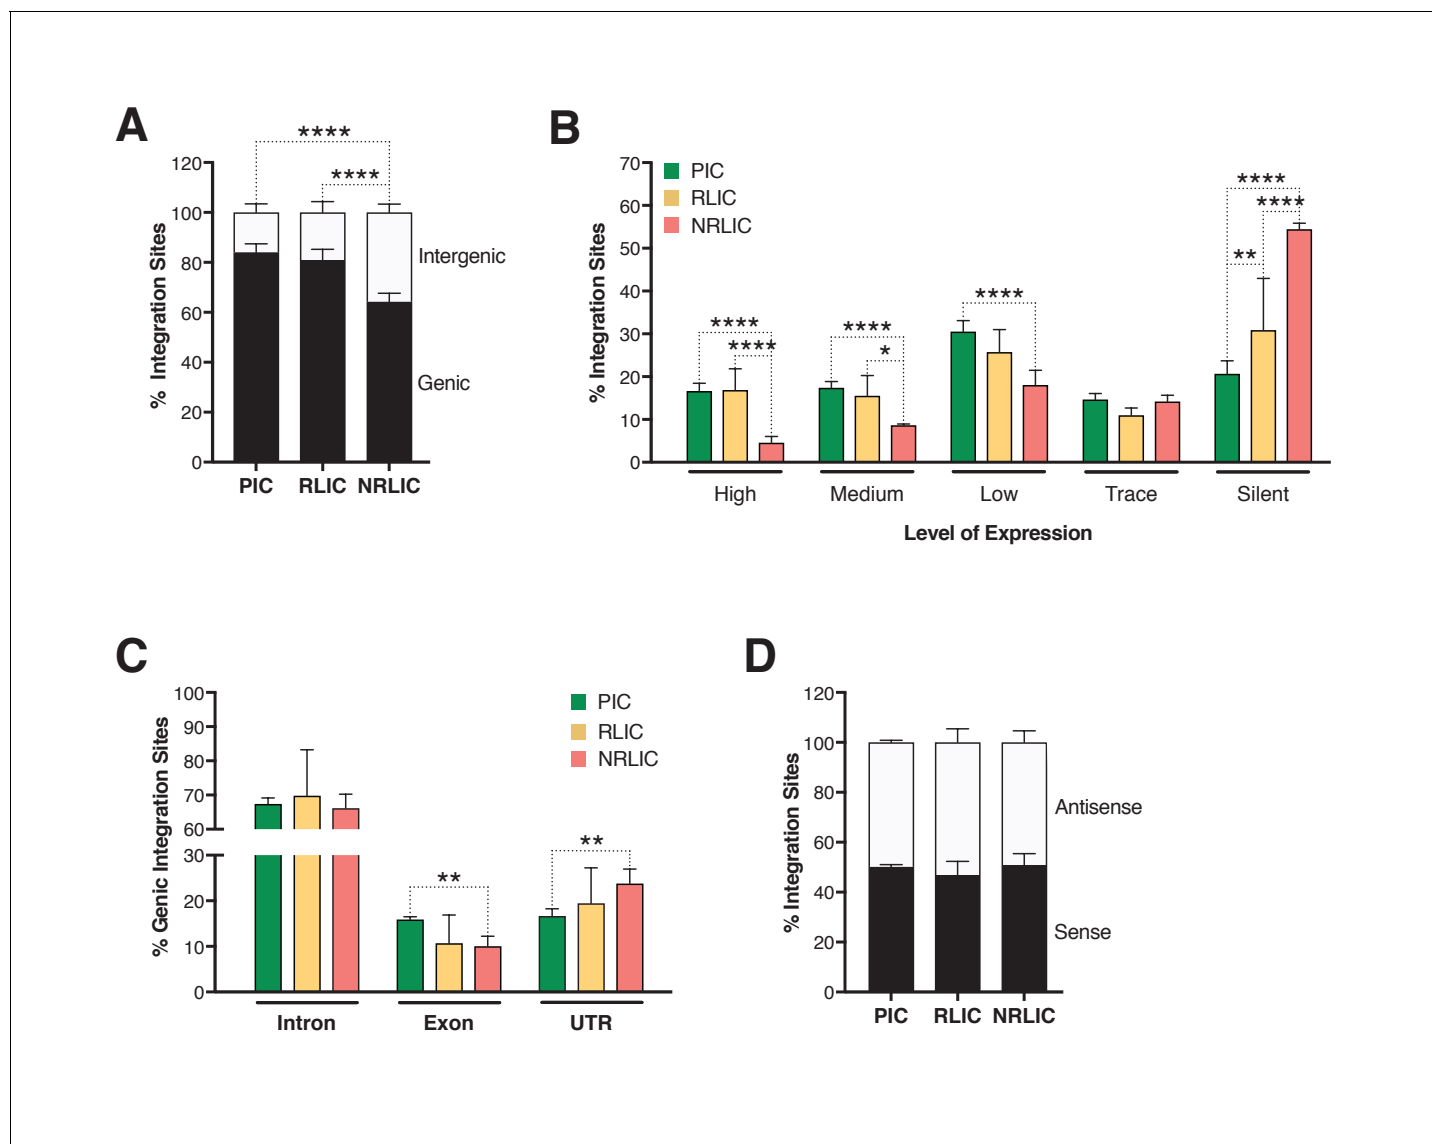 A
****
****
120
100
80
60
40
20
0
% Integration Sites
Intergenic
Genic
PIC RLIC NRLIC
B
PIC
RLIC
NRLIC
70
60
50
40
30
20
10
0
% Integration Sites
****
****
****
*
****
****
****
**
High Medium Low Trace Silent
Level of Expression
C
PIC
RLIC
NRLIC
100
90
80
70
60
30
20
10
0
% Genic Integration Sites
**
**
Intron Exon UTR
D
120
100
80
60
40
20
0
% Integration Sites
Antisense
Sense
PIC RLIC NRLIC